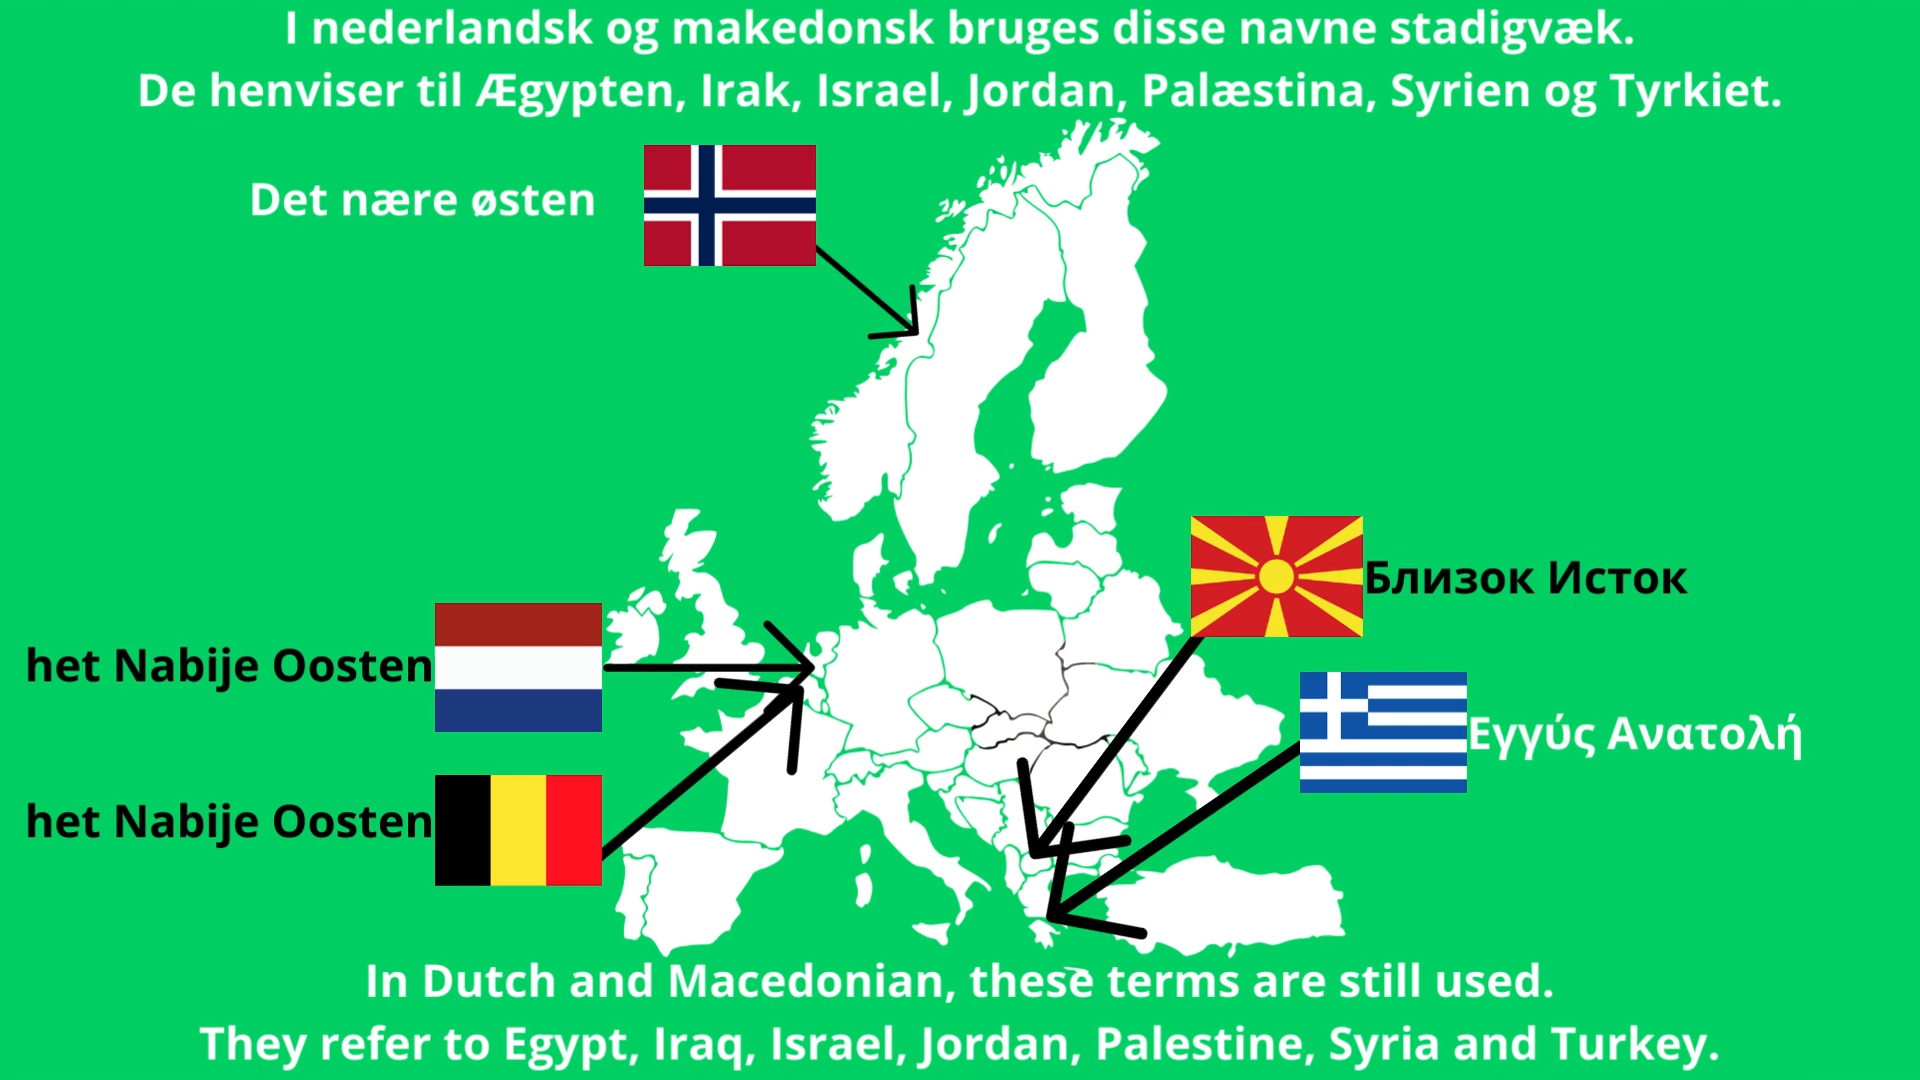 I nederlandsk og makedonsk bruges disse navne stadigvæk.
De henviser til Ægypten, Irak, Israel, Jordan, Palæstina, Syrien og Tyrkiet.
Det nære østen
Близок Исток
het Nabije Oosten
Εγγύς Ανατολή
het Nabije Oosten
In Dutch and Macedonian, these terms are still used.
They refer to Egypt, Iraq, Israel, Jordan, Palestine, Syria and Turkey.